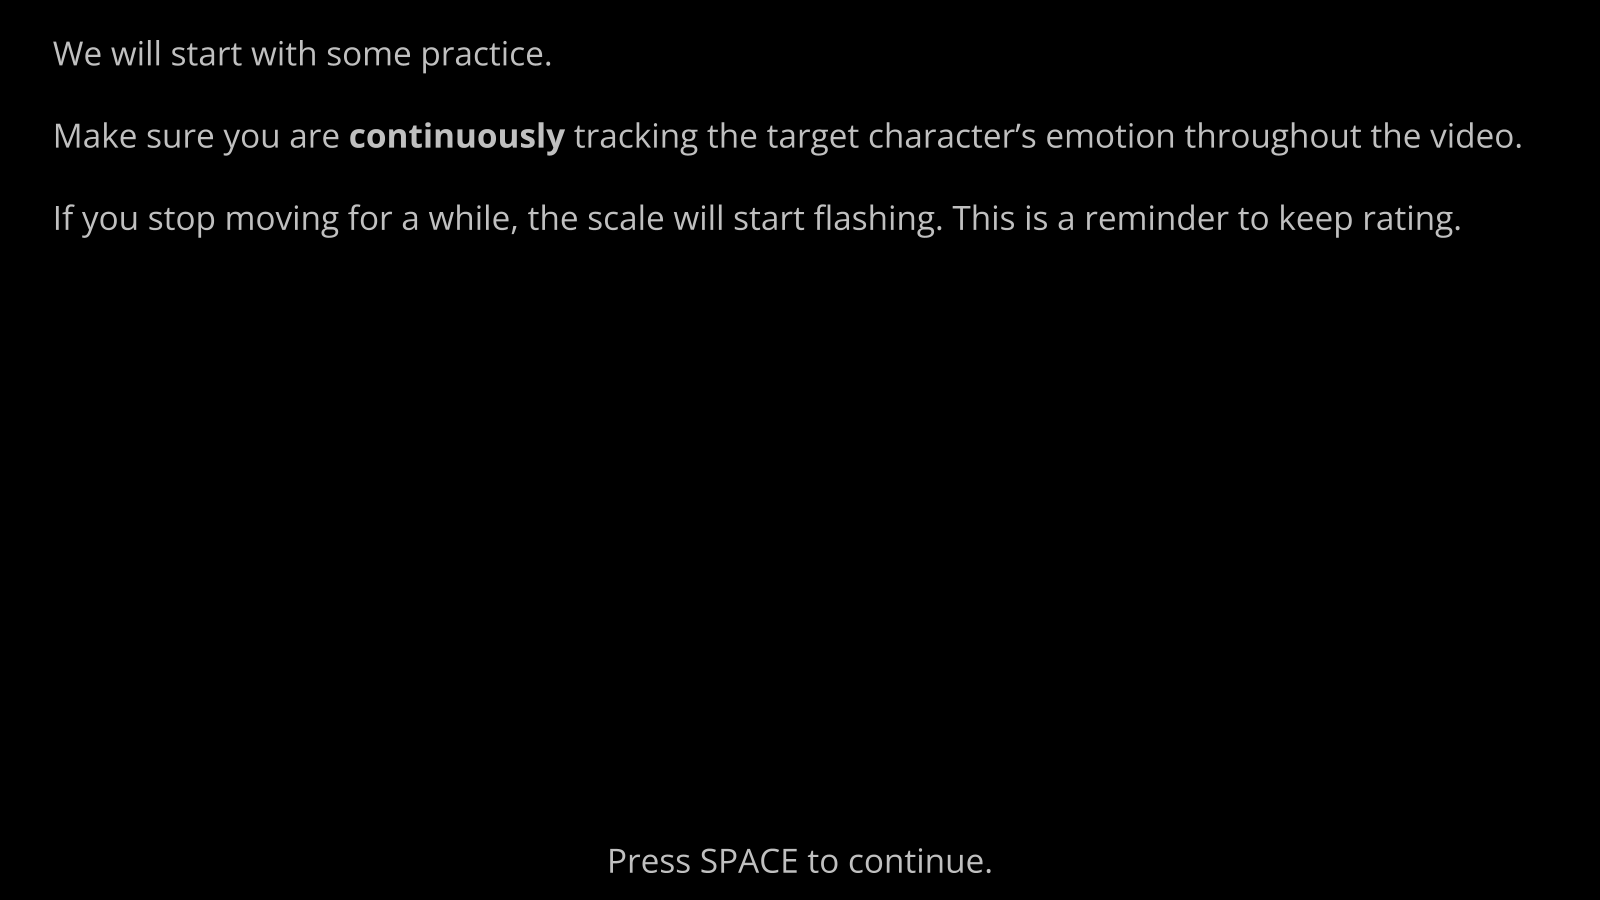 We will start with some practice.
Make sure you are continuously tracking the target character’s emotion throughout the video.
If you stop moving for a while, the scale will start flashing. This is a reminder to keep rating.
Press SPACE to continue.